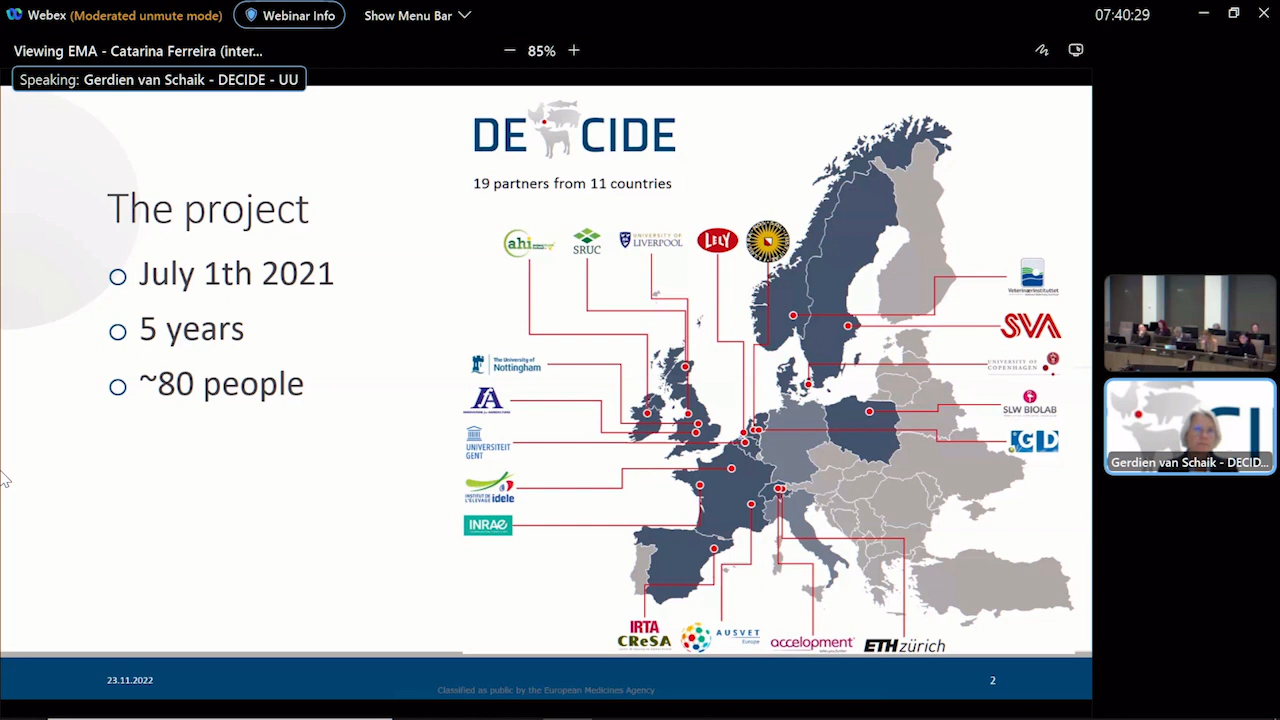 Webex (Moderated unmute mode) Webinar Info Show Menu Bar 07:40:29
Viewing EMA - Catarina Ferreira (inter... 85%
Speaking: Gerdien van Schaik - DECIDE - UU
DECIDE
19 partners from 11 countries
The project
July 1th 2021
5 years
~80 people
ahi
SRUC
UNIVERSITY OF
LIVERPOOL
LELY
Veterinærinstituttet
SVA
UNIVERSITY OF
COPENHAGEN
SLW BIOLAB
GD
The University of
Nottingham
UNIVERSITEIT
GENT
INSTITUT DE
L'ELEVAGE idele
INRAE
IRTA
CReSA
AUSVET
Europe
accelopment
ETH zürich
Gerdien van Schaik - DECID...
23.11.2022
Classified as public by the European Medicines Agency
2